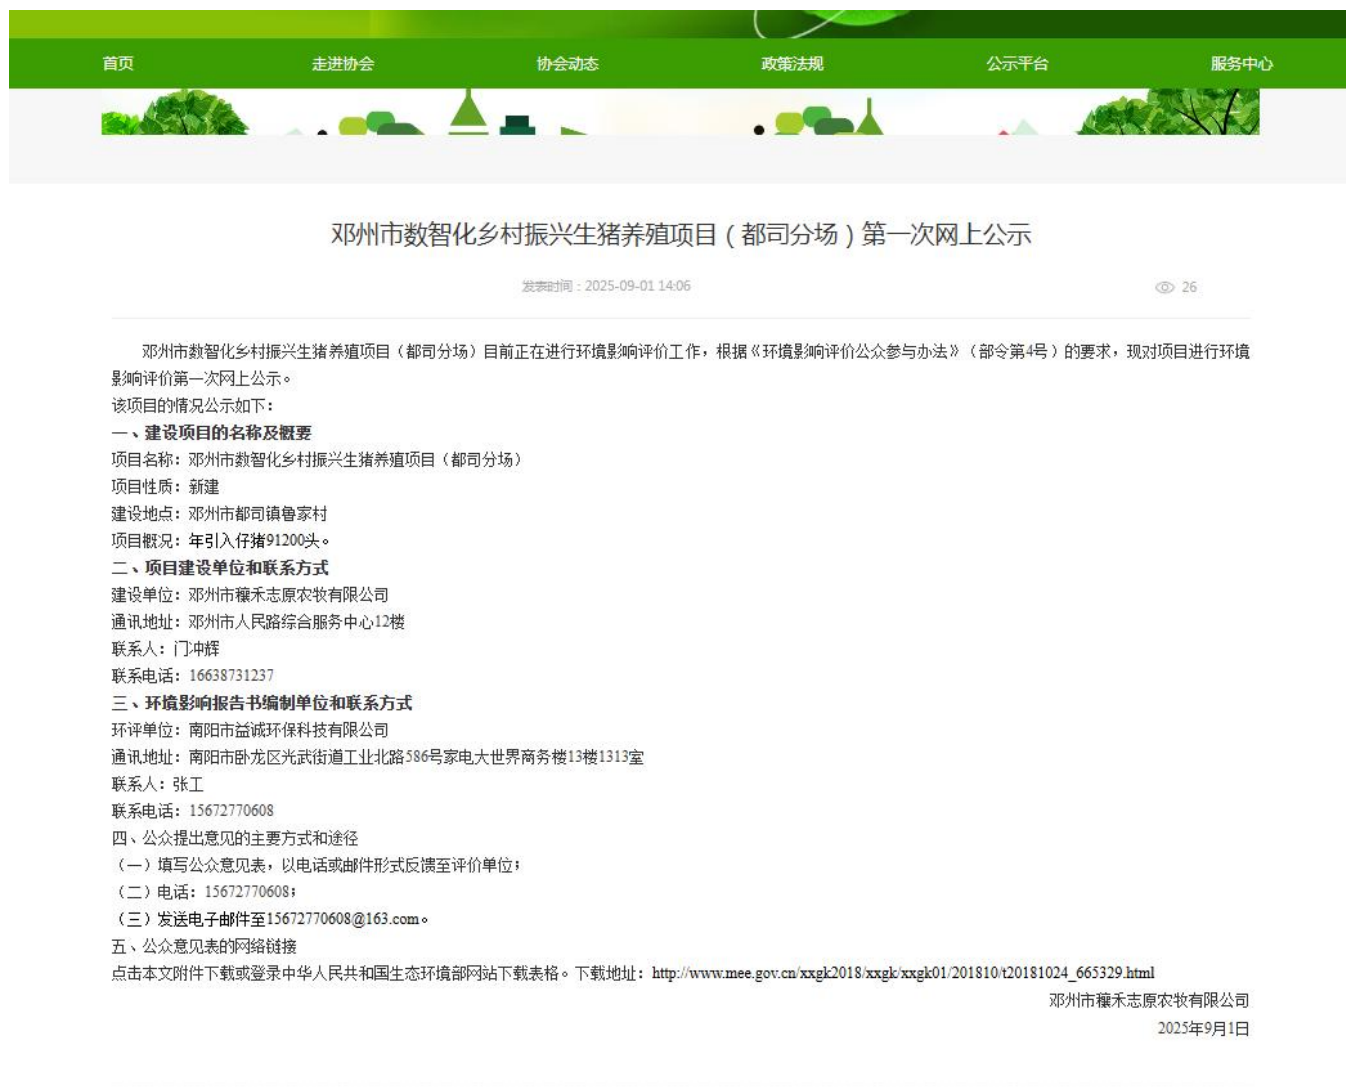 首页 走进协会 协会动态 政策法规 公示平台 服务中心
邓州市数智化乡村振兴生猪养殖项目（都司分场）第一次网上公示
发表时间：2025-09-01 14:06 26
邓州市数智化乡村振兴生猪养殖项目（都司分场）目前正在进行环境影响评价工作，根据《环境影响评价公众参与办法》（部令第4号）的要求，现对项目进行环境
影响评价第一次网上公示。
该项目的情况公示如下：
一、建设项目的名称及概要
项目名称：邓州市数智化乡村振兴生猪养殖项目（都司分场）
项目性质：新建
建设地点：邓州市都司镇鲁家村
项目概况：年引入仔猪91200头。
二、项目建设单位和联系方式
建设单位：邓州市穰禾志原农牧有限公司
通讯地址：邓州市人民路综合服务中心12楼
联系人：门冲辉
联系电话：16638731237
三、环境影响报告书编制单位和联系方式
环评单位：南阳市益诚环保科技有限公司
通讯地址：南阳市卧龙区光武街道工业北路586号家电大世界商务楼13楼1313室
联系人：张工
联系电话：15672770608
四、公众提出意见的主要方式和途径
（一）填写公众意见表，以电话或邮件形式反馈至评价单位；
（二）电话：15672770608；
（三）发送电子邮件至15672770608@163.com。
五、公众意见表的网络链接
点击本文附件下载或登录中华人民共和国生态环境部网站下载表格。下载地址：http://www.mee.gov.cn/xxgk2018/xxgk/xxgk01/201810/t20181024_665329.html
邓州市穰禾志原农牧有限公司
2025年9月1日